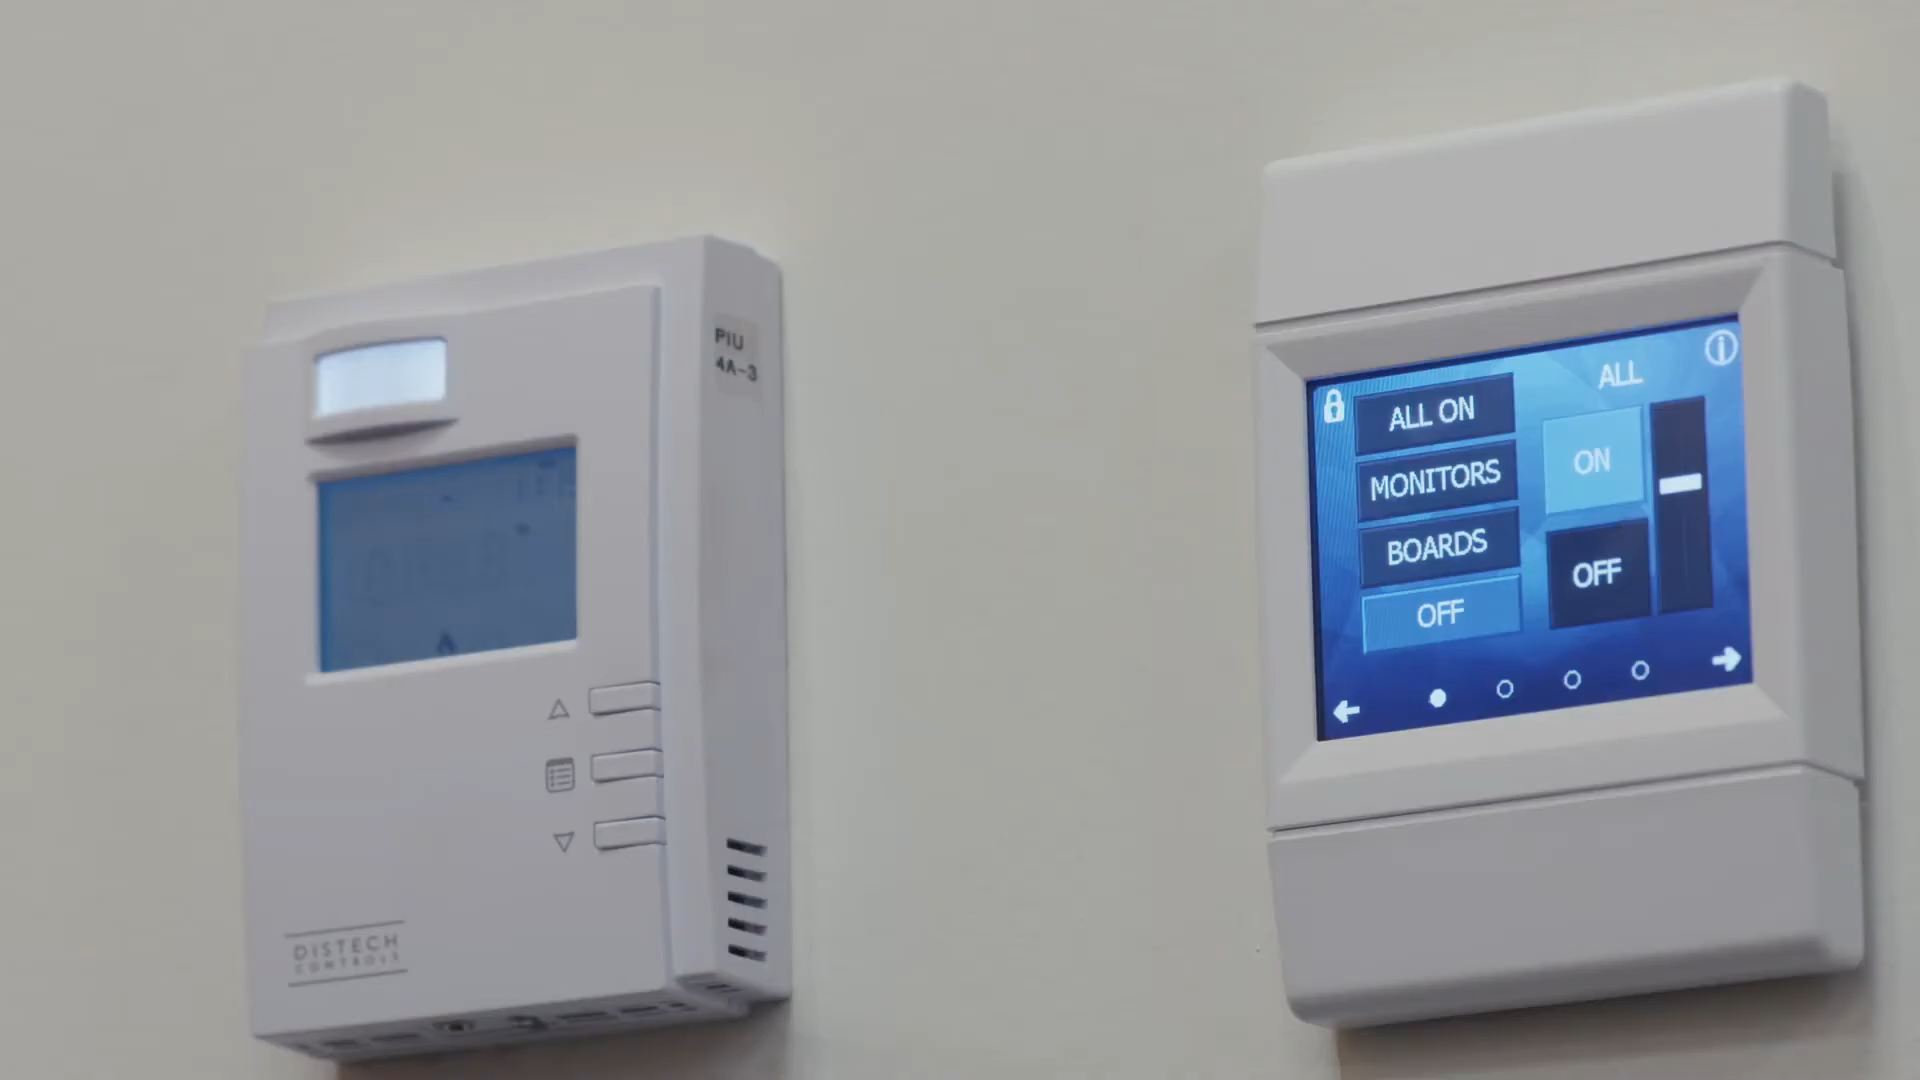 PIU
4A-3
DISTECH
CONTROLS
ALL ON
MONITORS
BOARDS
OFF
ALL
ON
OFF